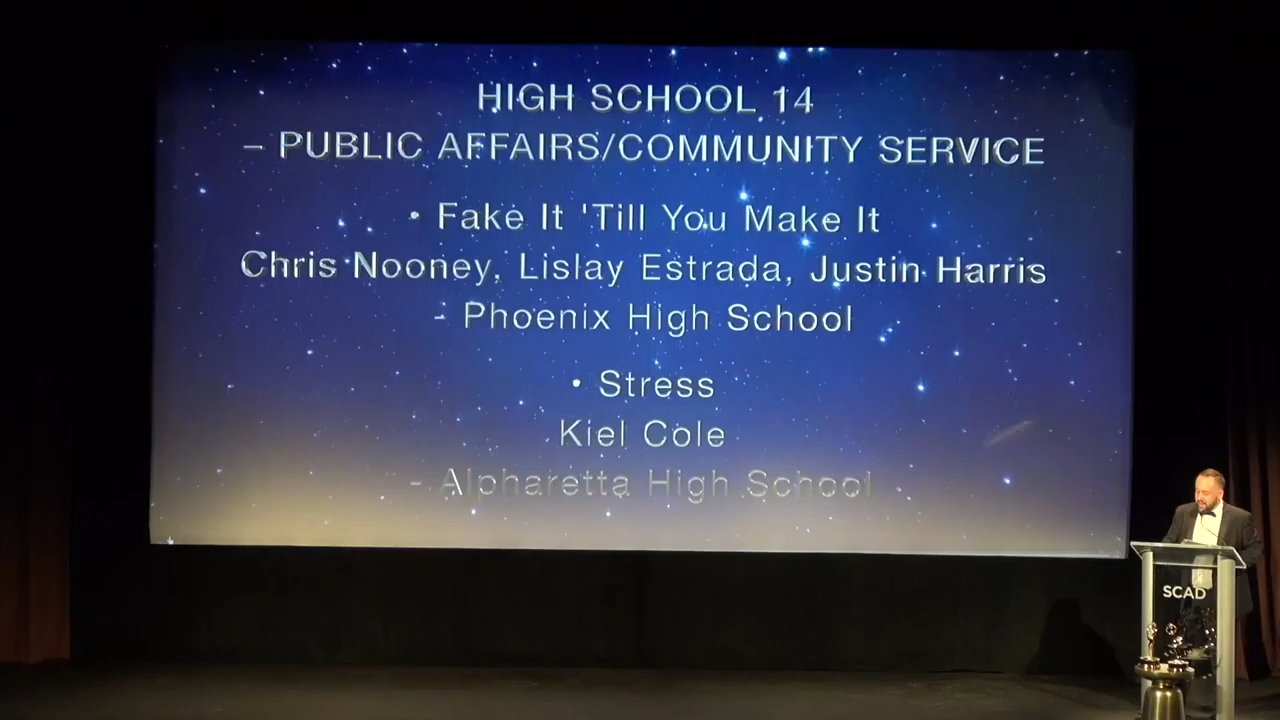 HIGH SCHOOL 14
– PUBLIC AFFAIRS/COMMUNITY SERVICE
• Fake It 'Till You Make It
Chris Nooney, Lislay Estrada, Justin Harris
- Phoenix High School
• Stress
Kiel Cole
- Alpharetta High School
SCAD